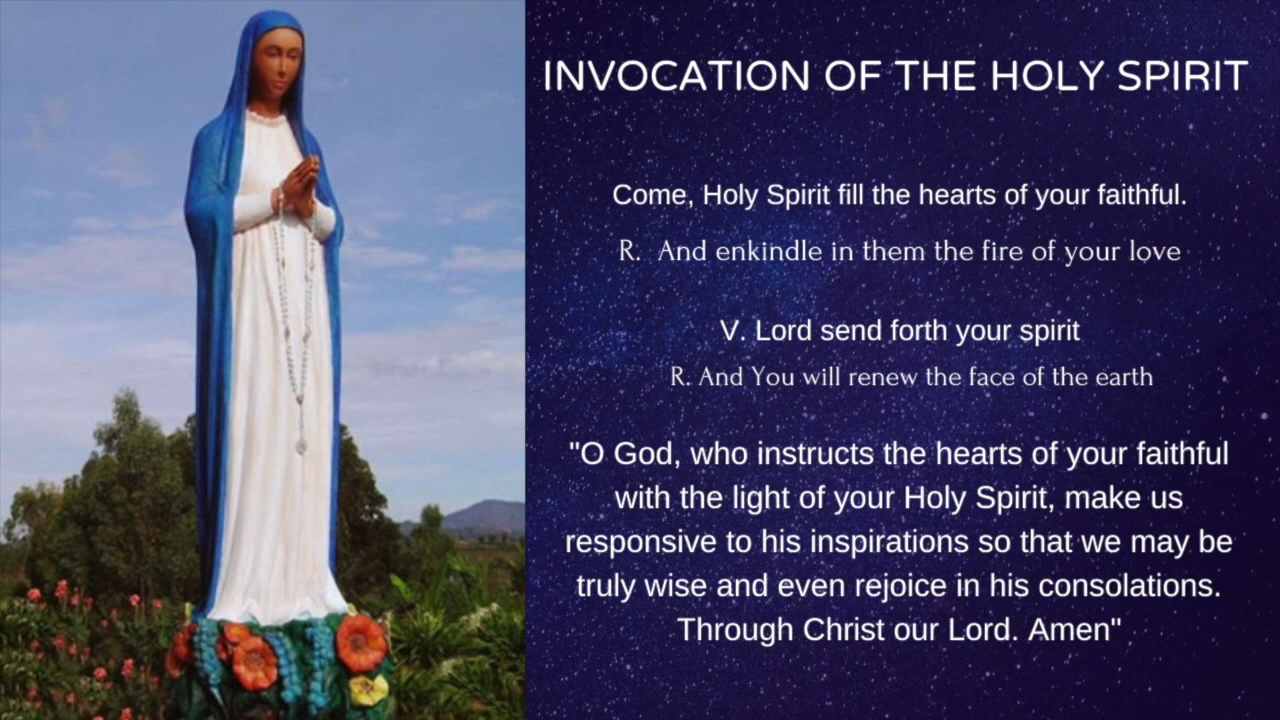 INVOCATION OF THE HOLY SPIRIT
Come, Holy Spirit fill the hearts of your faithful.
R. And enkindle in them the fire of your love
V. Lord send forth your spirit
R. And You will renew the face of the earth
"O God, who instructs the hearts of your faithful
with the light of your Holy Spirit, make us
responsive to his inspirations so that we may be
truly wise and even rejoice in his consolations.
Through Christ our Lord. Amen"